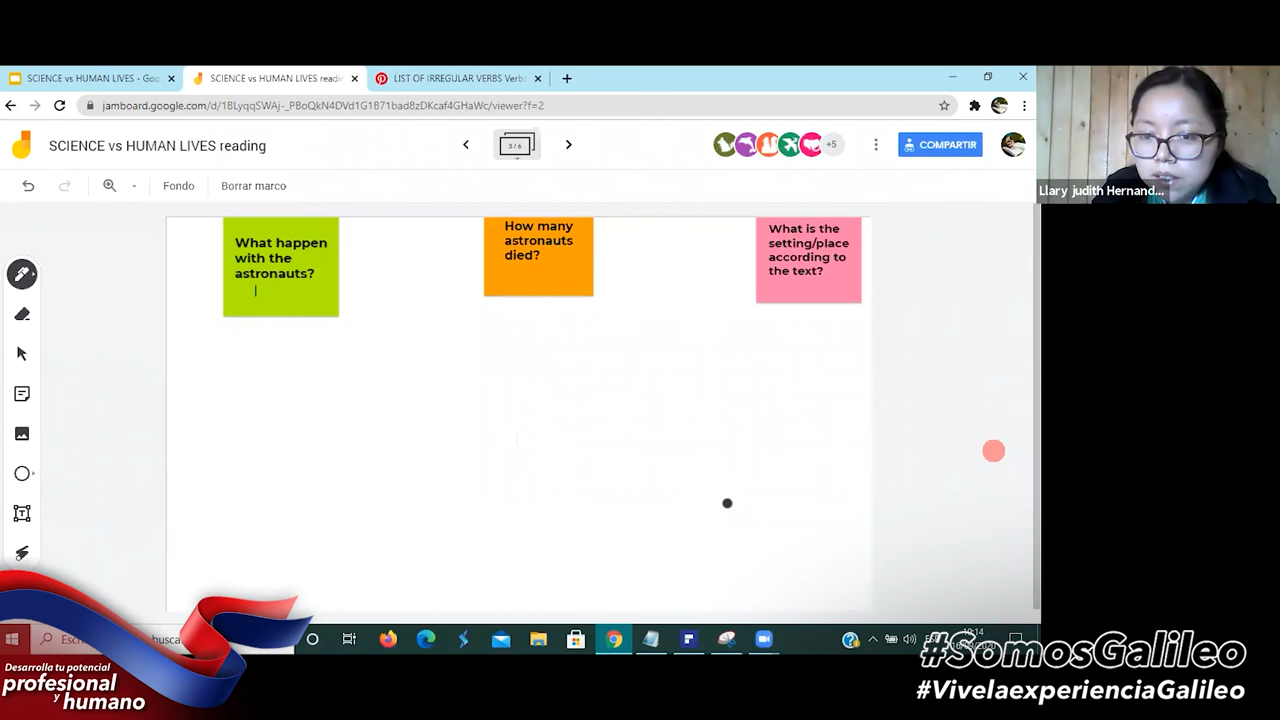 SCIENCE vs HUMAN LIVES - Goo
SCIENCE vs HUMAN LIVES readi
LIST OF IRREGULAR VERBS Verbs
jamboard.google.com/d/1BLyqqSWAj-_PBoQkN4DVd1G1B71bad8zDKcaf4GHaWc/viewer?f=2
SCIENCE vs HUMAN LIVES reading
3 / 6
+5
COMPARTIR
Llary judith Hernand...
Fondo
Borrar marco
What happen
with the
astronauts?
How many
astronauts
died?
What is the
setting/place
according to
the text?
Desarrolla tu potencial
profesional
y
humano
#SomosGalileo
#VivelaexperienciaGalileo